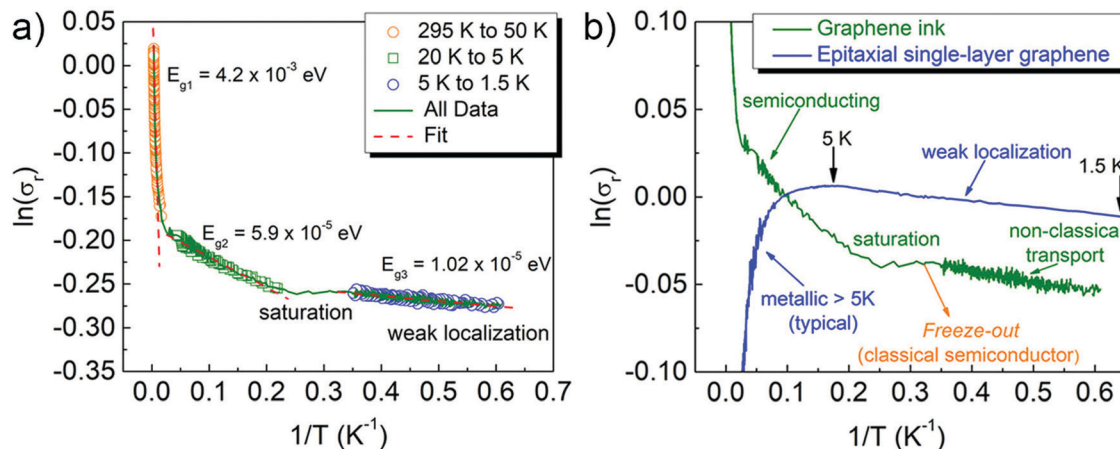 a)
0.05
0.00
-0.05
-0.10
-0.15
-0.20
-0.25
-0.30
-0.35
ln(σr)
295 K to 50 K
20 K to 5 K
5 K to 1.5 K
All Data
Fit
Eg1 = 4.2 x 10⁻³ eV
Eg2 = 5.9 x 10⁻⁵ eV
Eg3 = 1.02 x 10⁻⁵ eV
saturation
weak localization
0.0 0.1 0.2 0.3 0.4 0.5 0.6 0.7
1/T (K⁻¹)
b)
0.10
0.05
0.00
-0.05
-0.10
ln(σr)
Graphene ink
Epitaxial single-layer graphene
semiconducting
5 K
weak localization
1.5 K
saturation
non-classical
transport
metallic > 5K
(typical)
Freeze-out
(classical semiconductor)
0.0 0.1 0.2 0.3 0.4 0.5 0.6
1/T (K⁻¹)